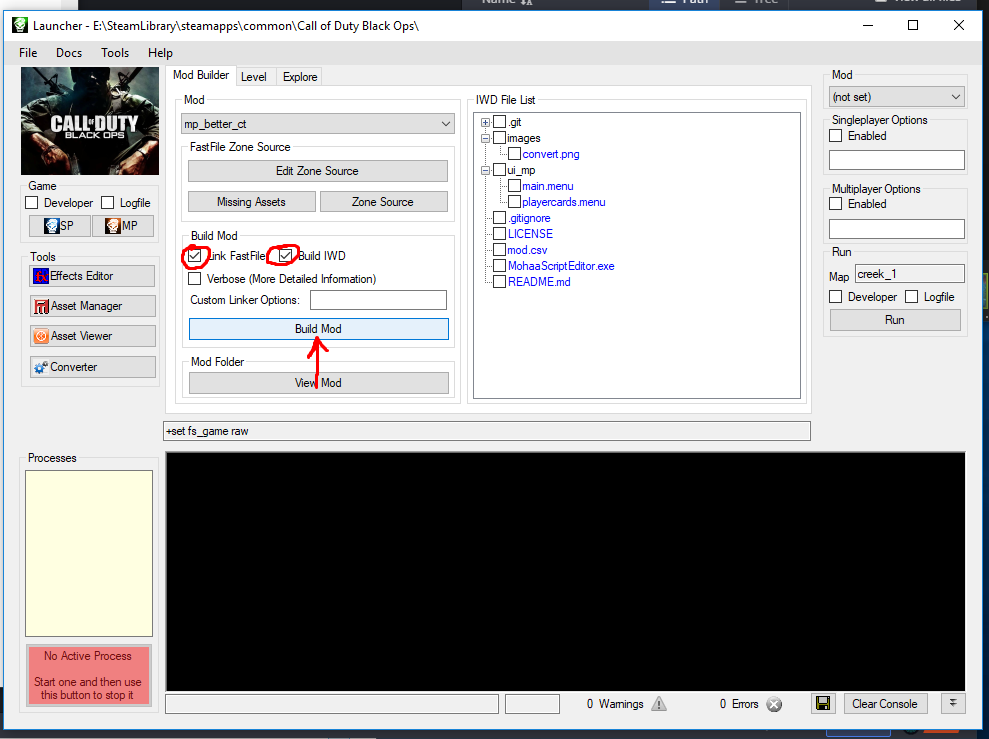 Name
Path
Tree
Launcher - E:\SteamLibrary\steamapps\common\Call of Duty Black Ops\
File Docs Tools Help
CALL OF DUTY
BLACK OPS
Game
Developer Logfile
SP MP
Tools
Effects Editor
Asset Manager
Asset Viewer
Converter
Mod Builder Level Explore
Mod
mp_better_ct
FastFile Zone Source
Edit Zone Source
Missing Assets Zone Source
Build Mod
Link FastFile Build IWD
Verbose (More Detailed Information)
Custom Linker Options:
Build Mod
Mod Folder
View Mod
IWD File List
.git
images
convert.png
ui_mp
main.menu
playercards.menu
.gitignore
LICENSE
mod.csv
MohaaScriptEditor.exe
README.md
Mod
(not set)
Singleplayer Options
Enabled
Multiplayer Options
Enabled
Run
Map creek_1
Developer Logfile
Run
+set fs_game raw
Processes
No Active Process
Start one and then use
this button to stop it
0 Warnings
0 Errors
Clear Console